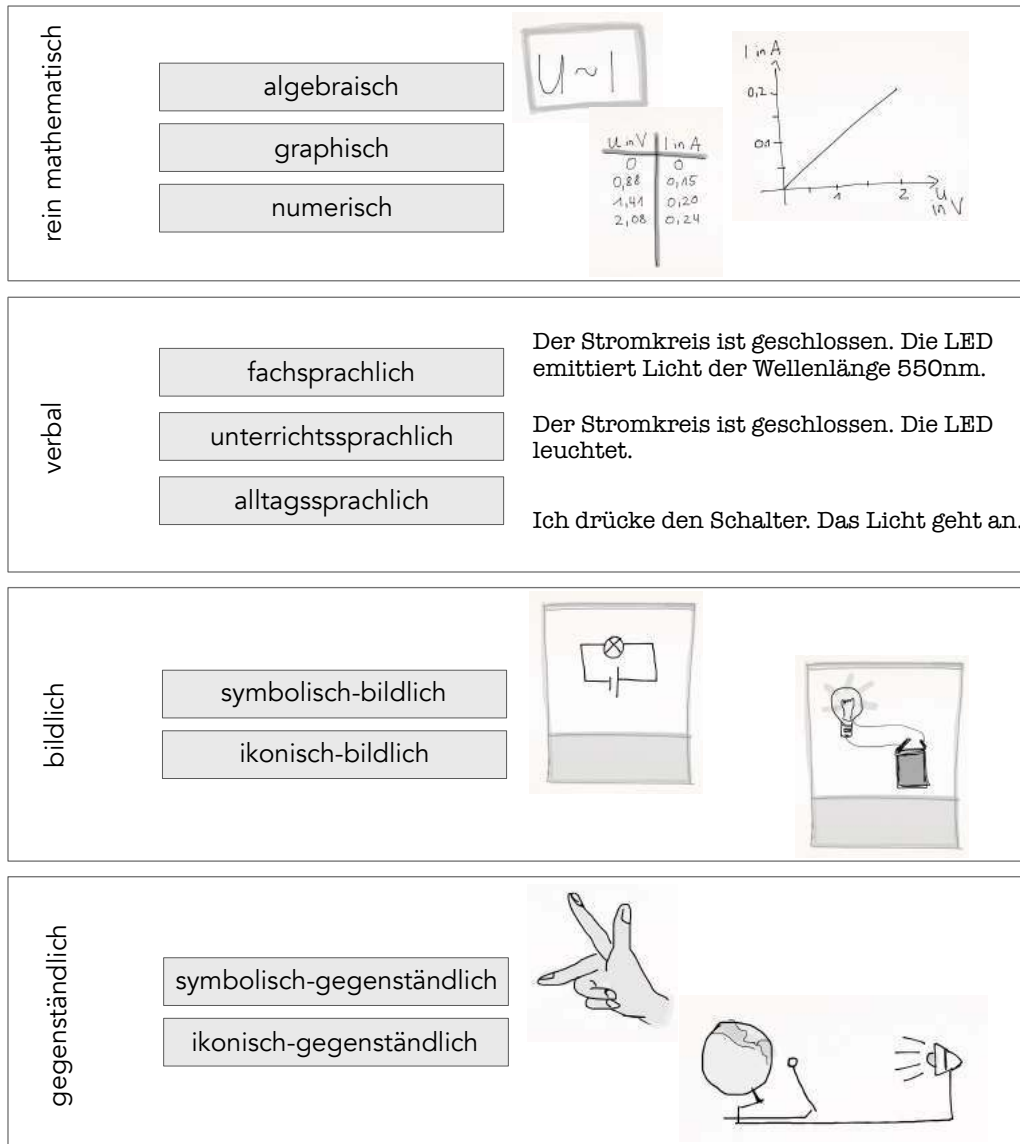 rein mathematisch
algebraisch
graphisch
numerisch
U ~ I
U in V | I in A
0 | 0
0,88 | 0,15
1,41 | 0,20
2,08 | 0,24
I in A
0,2
0,1
1
2
U
in V
verbal
fachsprachlich
unterrichtssprachlich
alltagssprachlich
Der Stromkreis ist geschlossen. Die LED
emittiert Licht der Wellenlänge 550nm.
Der Stromkreis ist geschlossen. Die LED
leuchtet.
Ich drücke den Schalter. Das Licht geht an.
bildlich
symbolisch-bildlich
ikonisch-bildlich
gegenständlich
symbolisch-gegenständlich
ikonisch-gegenständlich